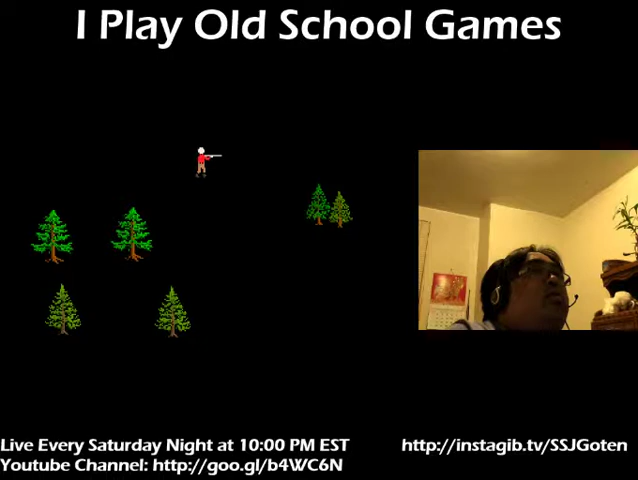 I Play Old School Games
Live Every Saturday Night at 10:00 PM EST
http://instagib.tv/SSJGoten
Youtube Channel: http://goo.gl/b4WC6N